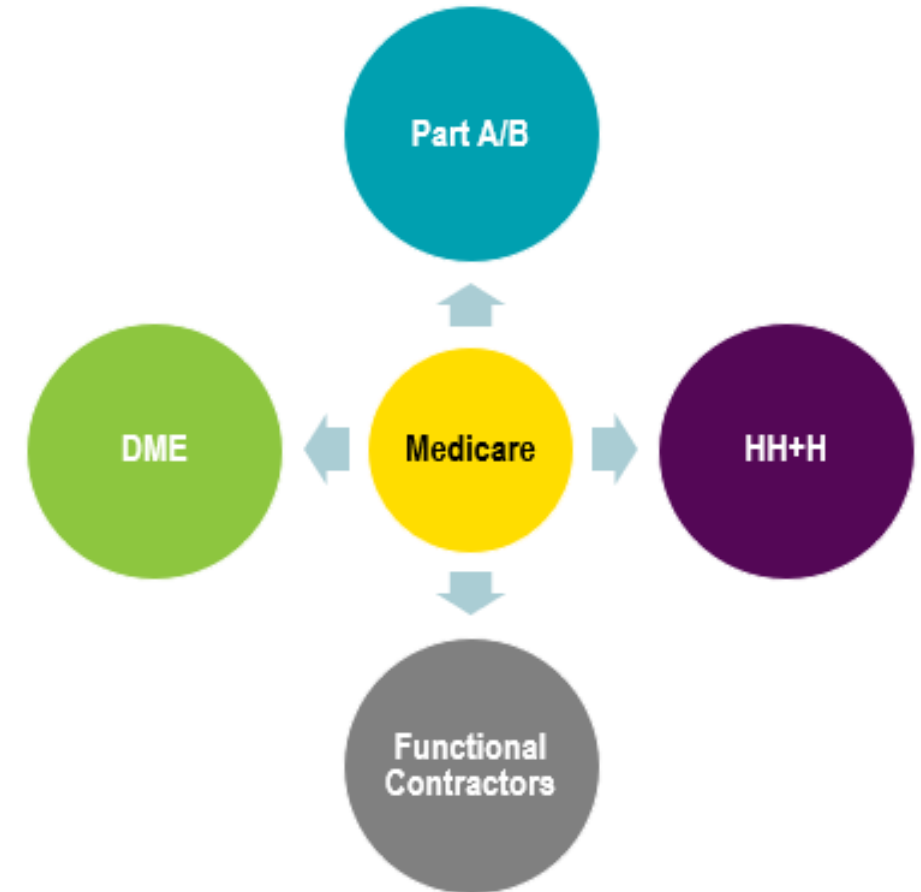 Part A/B
DME
Medicare
HH+H
Functional
Contractors